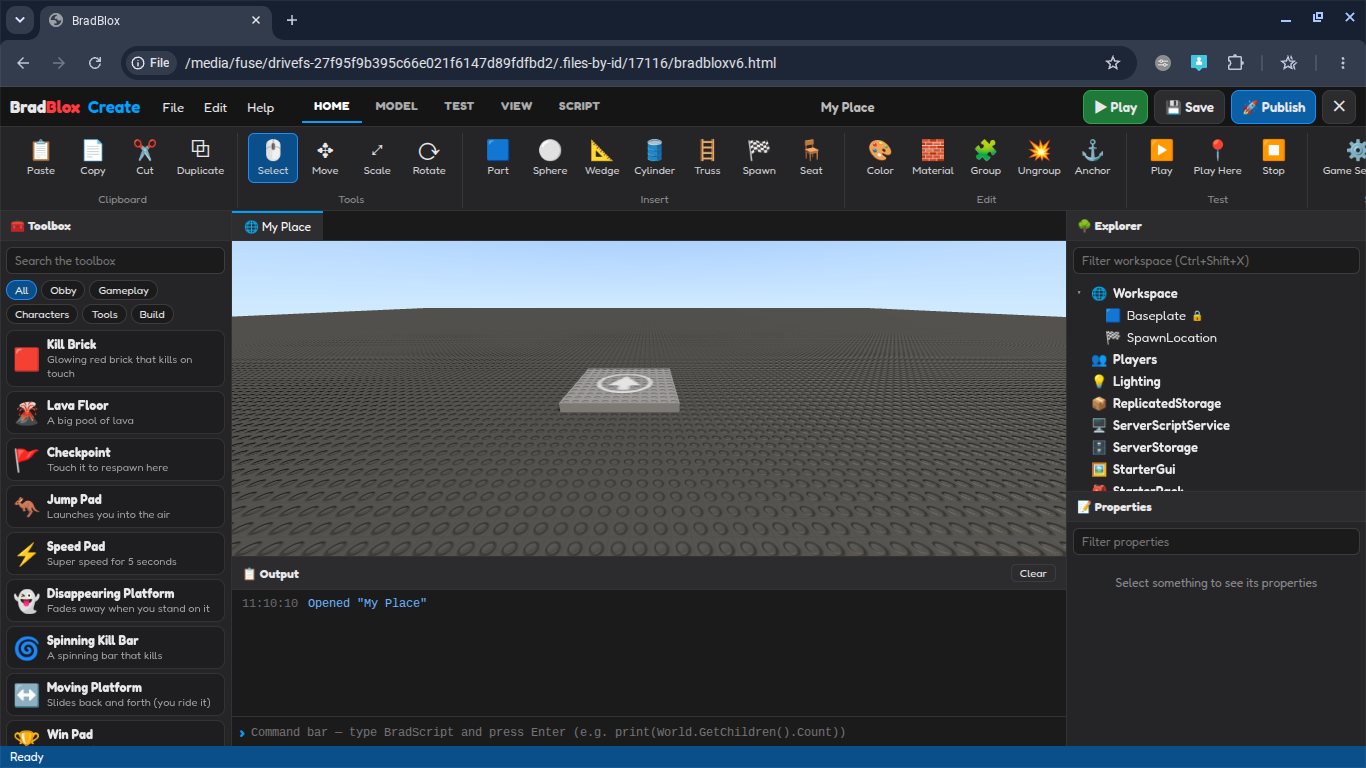 BradBlox
File
/media/fuse/drivefs-27f95f9b395c66e021f6147d89fdfbd2/.files-by-id/17116/bradbloxv6.html
BradBlox Create File Edit Help HOME MODEL TEST VIEW SCRIPT My Place Play Save Publish
Paste Copy Cut Duplicate Select Move Scale Rotate Part Sphere Wedge Cylinder Truss Spawn Seat Color Material Group Ungroup Anchor Play Play Here Stop Game Se
Clipboard Tools Insert Edit Test
Toolbox
Search the toolbox
All Obby Gameplay
Characters Tools Build
Kill Brick
Glowing red brick that kills on
touch
Lava Floor
A big pool of lava
Checkpoint
Touch it to respawn here
Jump Pad
Launches you into the air
Speed Pad
Super speed for 5 seconds
Disappearing Platform
Fades away when you stand on it
Spinning Kill Bar
A spinning bar that kills
Moving Platform
Slides back and forth (you ride it)
Win Pad
My Place
Output
Clear
11:10:10 Opened "My Place"
› Command bar — type BradScript and press Enter (e.g. print(World.GetChildren().Count))
Explorer
Filter workspace (Ctrl+Shift+X)
Workspace
Baseplate
SpawnLocation
Players
Lighting
ReplicatedStorage
ServerScriptService
ServerStorage
StarterGui
StarterPack
Properties
Filter properties
Select something to see its properties
Ready